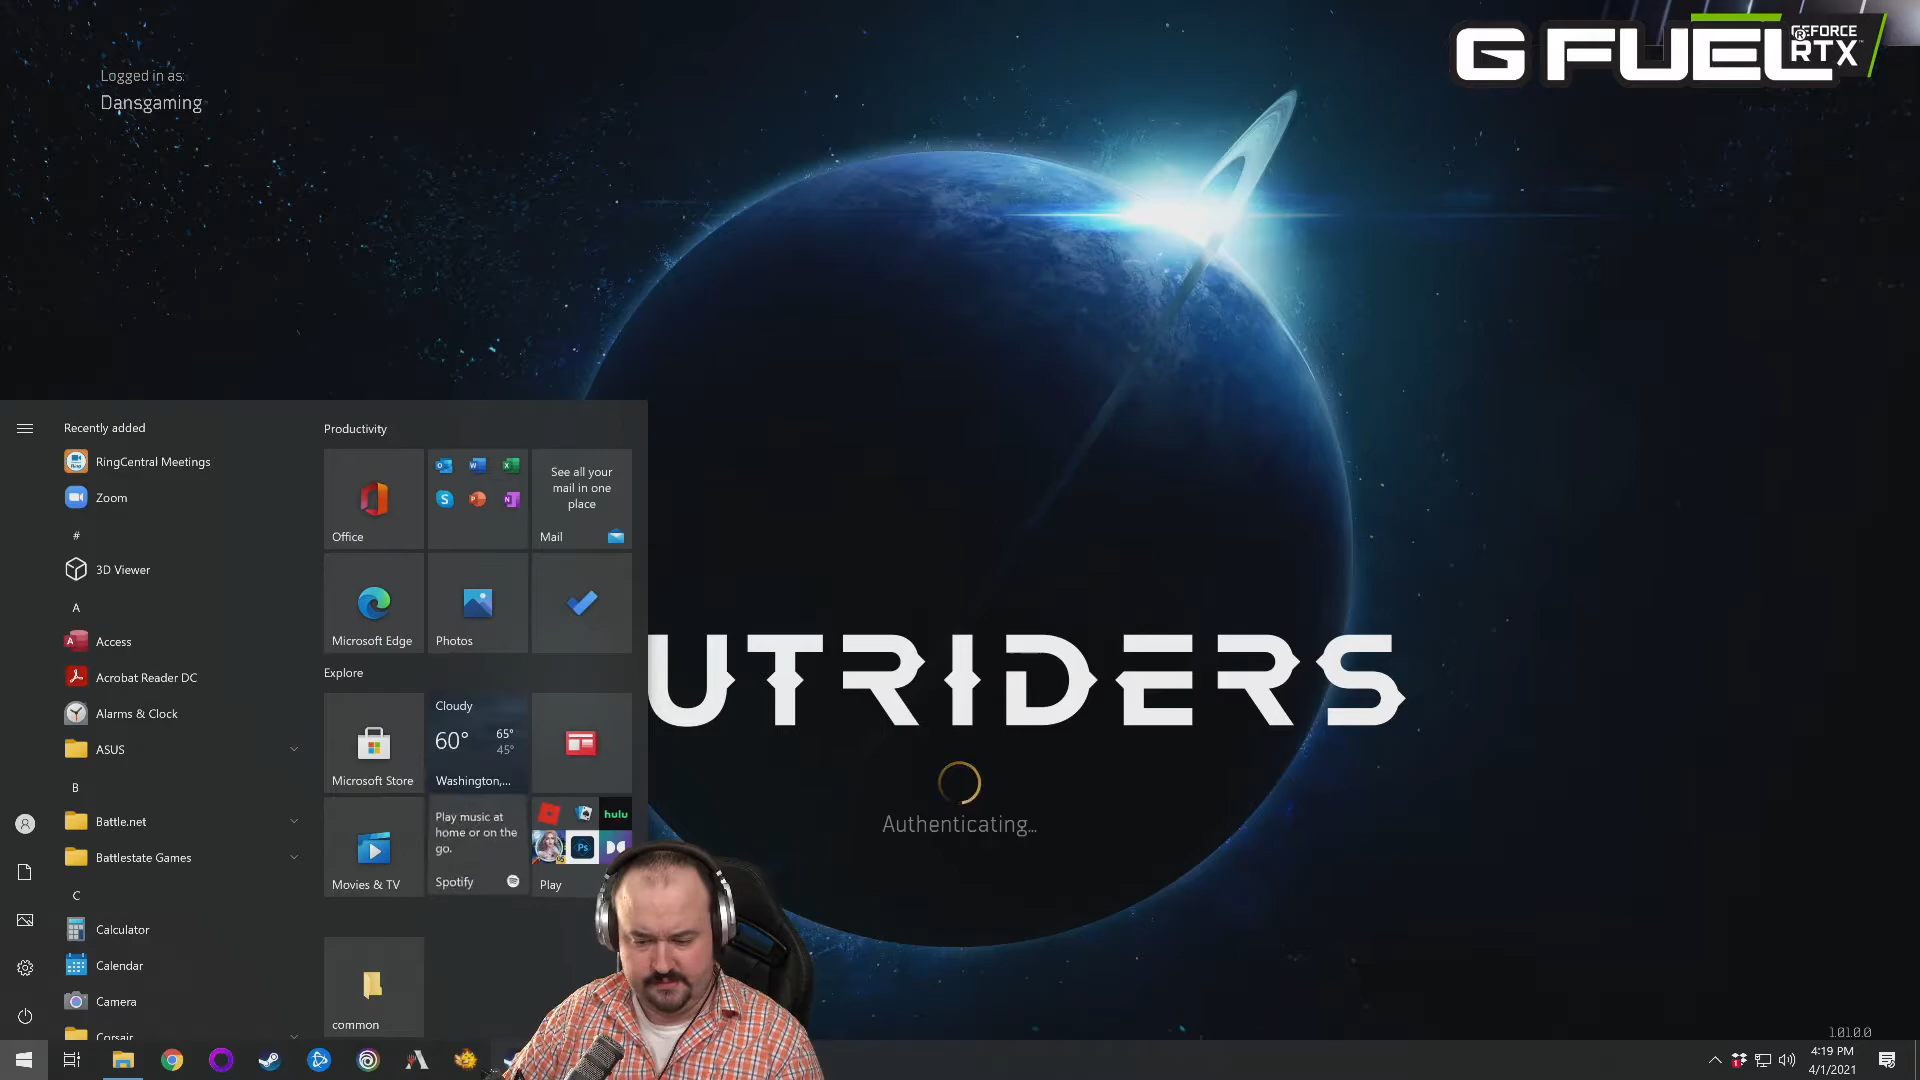 Logged in as:
Dansgaming
G FUEL®
GEFORCE
RTX
Recently added
RingCentral Meetings
Zoom
#
3D Viewer
A
Access
Acrobat Reader DC
Alarms & Clock
ASUS
B
Battle.net
Battlestate Games
C
Calculator
Calendar
Camera
Corsair
Productivity
Office
See all your
mail in one
place
Mail
Microsoft Edge
Photos
Explore
Microsoft Store
Cloudy
60°
65°
45°
Washington,...
Movies & TV
Play music at
home or on the
go.
Spotify
hulu
Ps
Play
common
UTRIDERS
Authenticating...
1.01.0.0
4:19 PM
4/1/2021